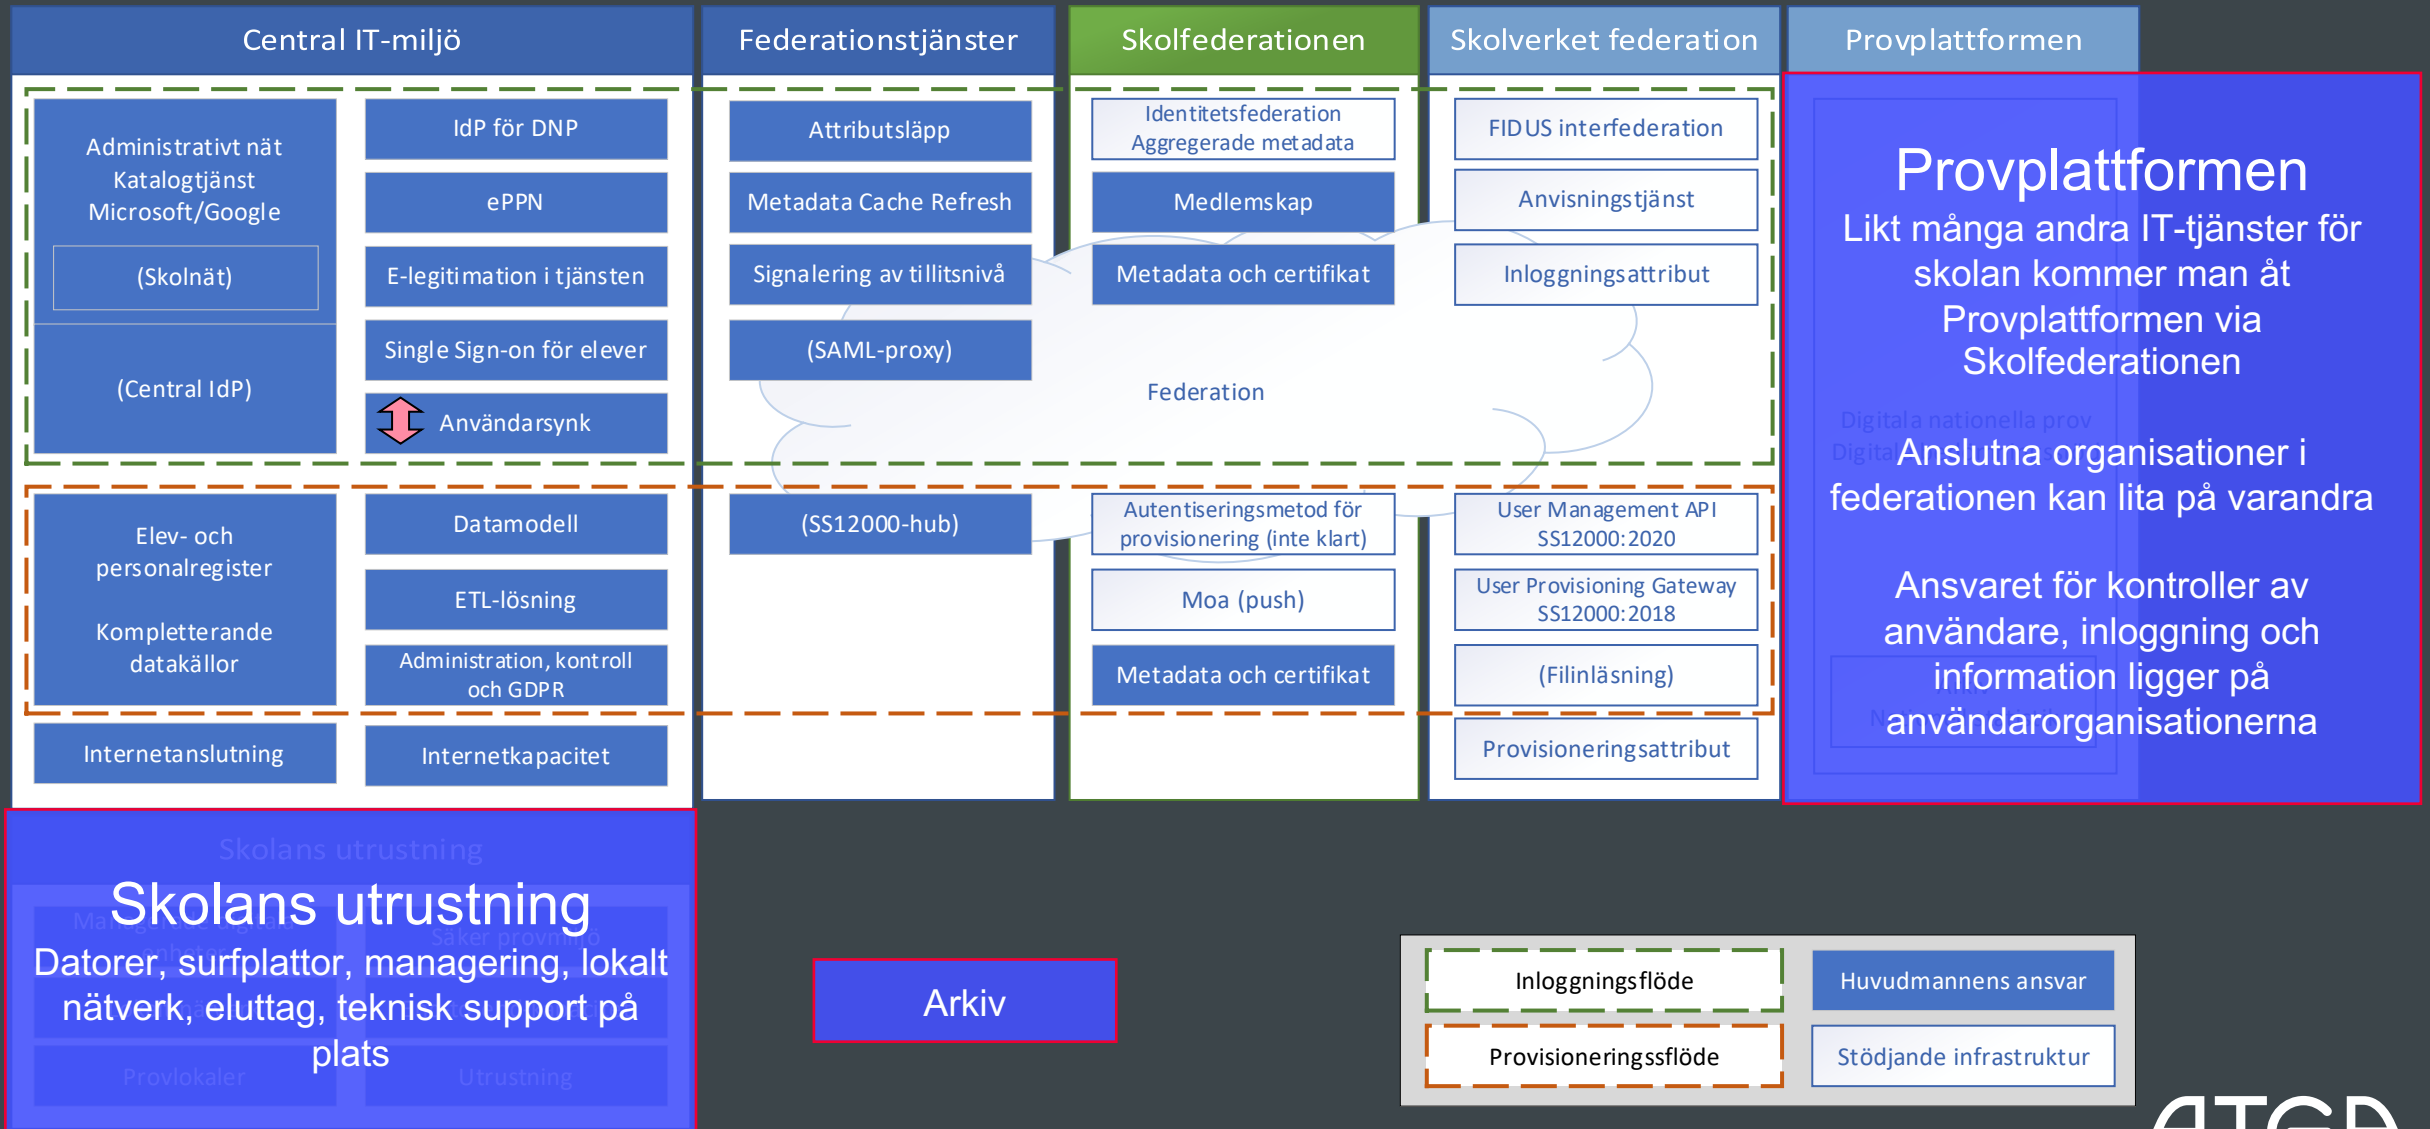 Central IT-miljö
Federationstjänster
Skolfederationen
Skolverket federation
Provplattformen
Administrativt nät
Katalogtjänst
Microsoft/Google
(Skolnät)
(Central IdP)
IdP för DNP
ePPN
E-legitimation i tjänsten
Single Sign-on för elever
Användarsynk
Attributsläpp
Metadata Cache Refresh
Signalering av tillitsnivå
(SAML-proxy)
Identitetsfederation
Aggregerade metadata
Medlemskap
Metadata och certifikat
Federation
FIDUS interfederation
Anvisningstjänst
Inloggningsattribut
Elev- och
personalregister
Kompletterande
datakällor
Datamodell
ETL-lösning
Administration, kontroll
och GDPR
Internetanslutning
Internetkapacitet
(SS12000-hub)
Autentiseringsmetod för
provisionering (inte klart)
Moa (push)
Metadata och certifikat
User Management API
SS12000:2020
User Provisioning Gateway
SS12000:2018
(Filinläsning)
Provisioneringsattribut
Provplattformen
Likt många andra IT-tjänster för
skolan kommer man åt
Provplattformen via
Skolfederationen
Digitala nationella prov
Anslutna organisationer i
federationen kan lita på varandra
Ansvaret för kontroller av
användare, inloggning och
information ligger på
användarorganisationerna
Skolans utrustning
Skolans utrustning
Säker provmiljö
Datorer, surfplattor, managering, lokalt
nätverk, eluttag, teknisk support på
plats
Provlokaler
Utrustning
Arkiv
Inloggningsflöde
Huvudmannens ansvar
Provisioneringssflöde
Stödjande infrastruktur